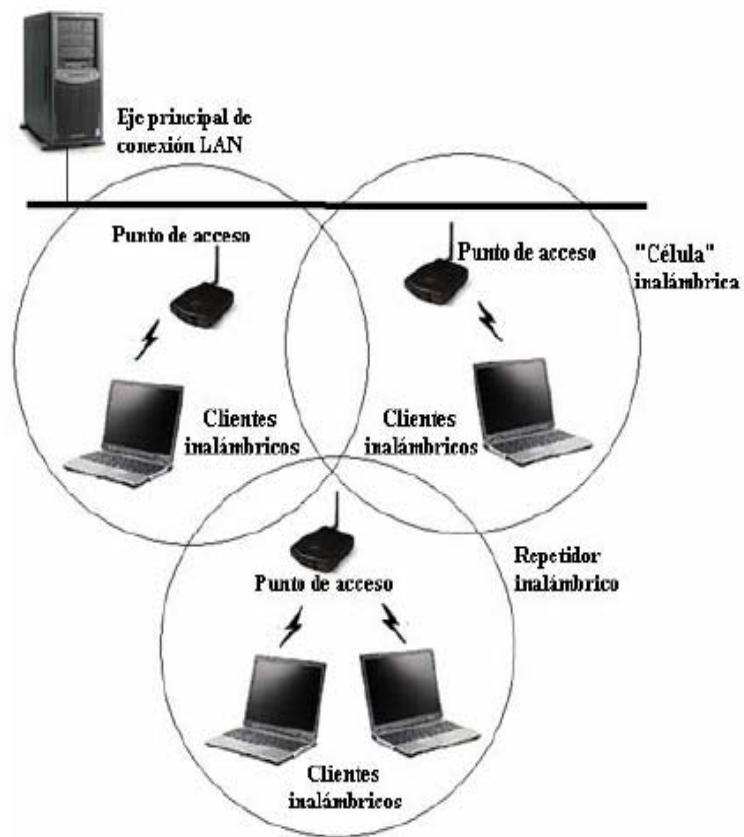 Eje principal de
conexión LAN
Punto de acceso
Punto de acceso
"Célula"
inalámbrica
Clientes
inalámbricos
Clientes
inalámbricos
Repetidor
inalámbrico
Punto de acceso
Clientes
inalámbricos